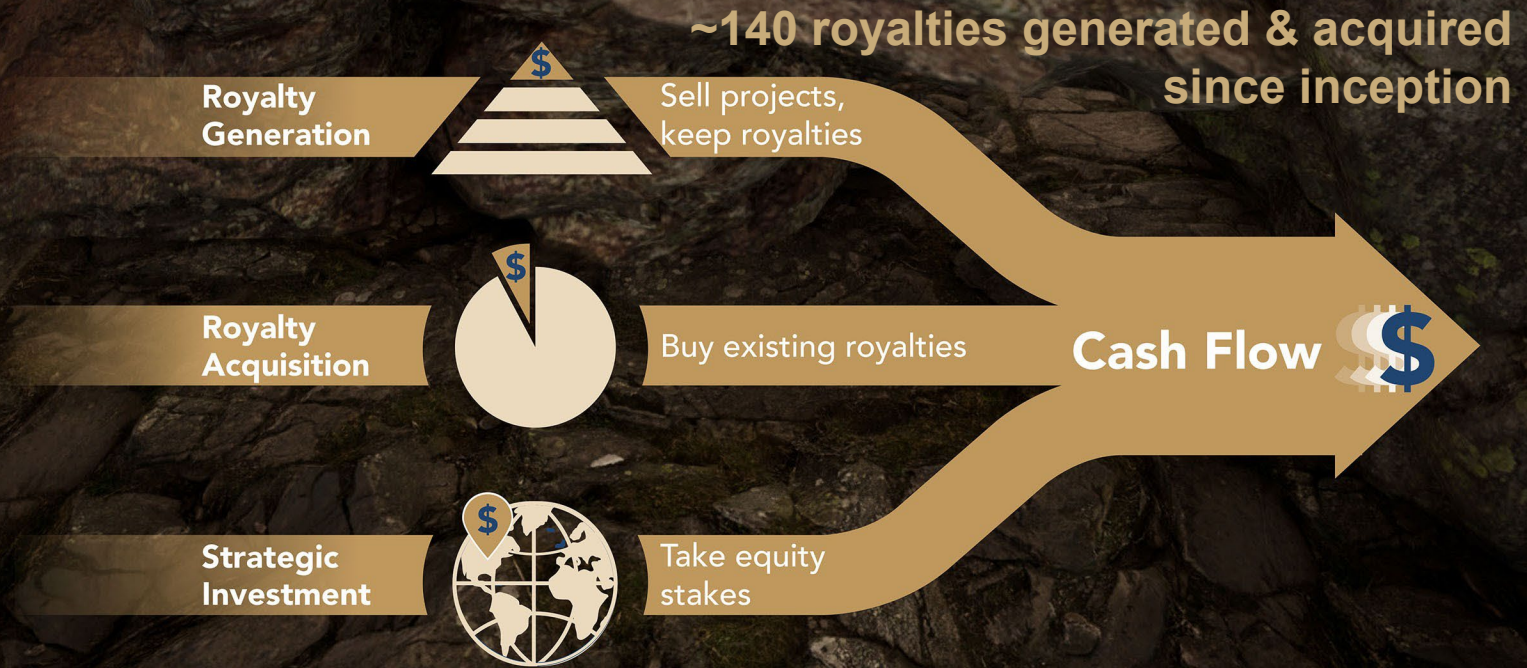 ~140 royalties generated & acquired
since inception
$
Royalty
Generation
Sell projects,
keep royalties
$
Royalty
Acquisition
Buy existing royalties
Cash Flow $
$
Strategic
Investment
Take equity
stakes